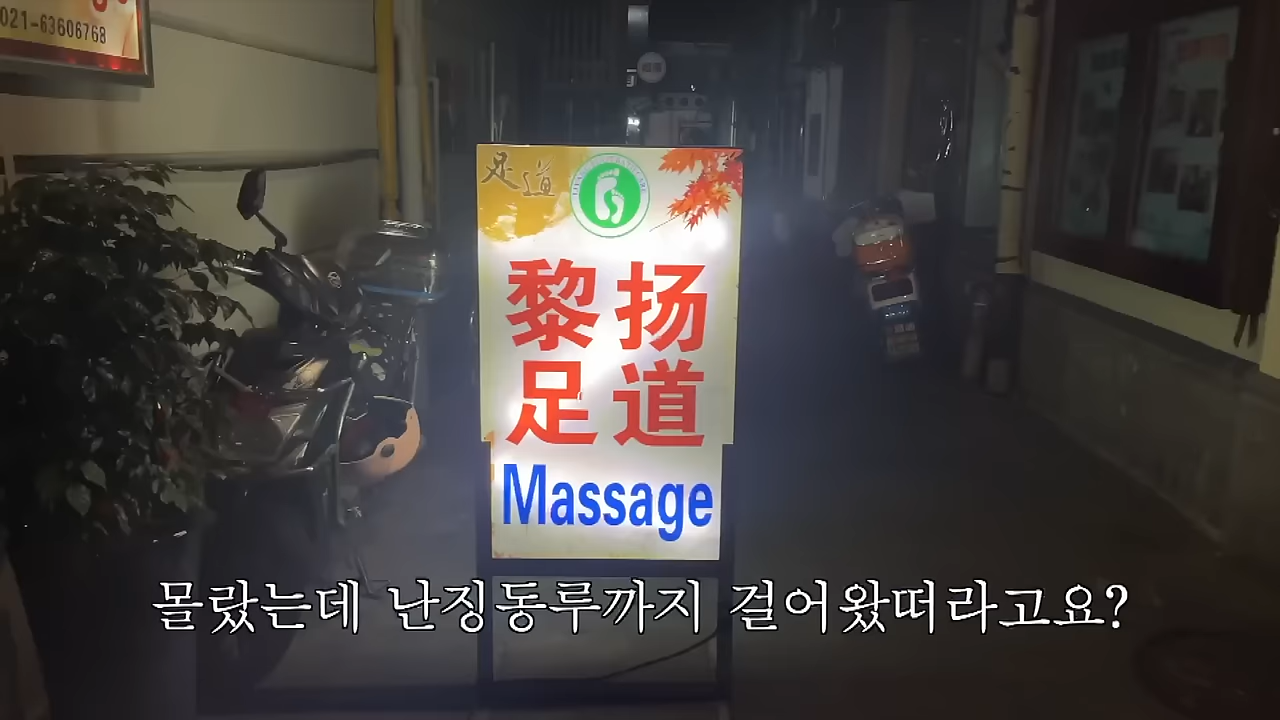 021-63606768
足道
黎扬
足道
Massage
몰랐는데 난징동루까지 걸어왔떠라고요?